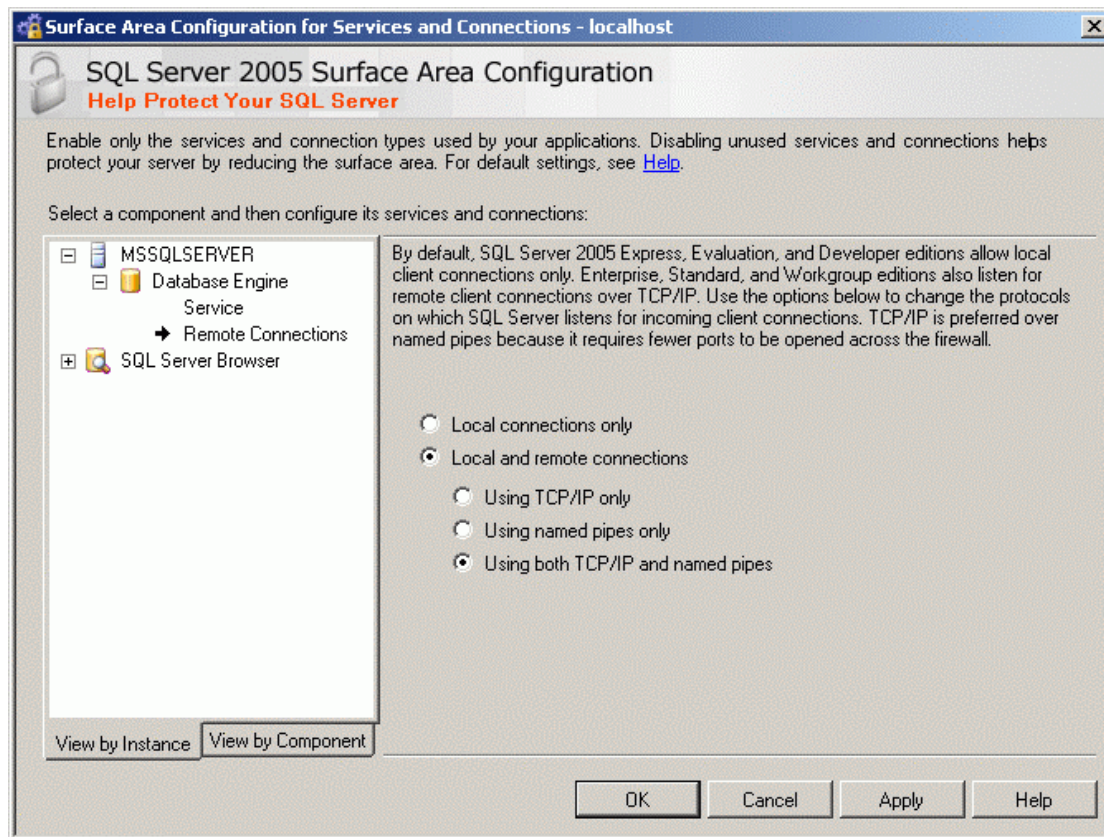 Surface Area Configuration for Services and Connections - localhost
SQL Server 2005 Surface Area Configuration
Help Protect Your SQL Server
Enable only the services and connection types used by your applications. Disabling unused services and connections helps
protect your server by reducing the surface area. For default settings, see Help.
Select a component and then configure its services and connections:
MSSQLSERVER
Database Engine
Service
Remote Connections
SQL Server Browser
View by Instance
View by Component
By default, SQL Server 2005 Express, Evaluation, and Developer editions allow local
client connections only. Enterprise, Standard, and Workgroup editions also listen for
remote client connections over TCP/IP. Use the options below to change the protocols
on which SQL Server listens for incoming client connections. TCP/IP is preferred over
named pipes because it requires fewer ports to be opened across the firewall.
Local connections only
Local and remote connections
Using TCP/IP only
Using named pipes only
Using both TCP/IP and named pipes
OK
Cancel
Apply
Help